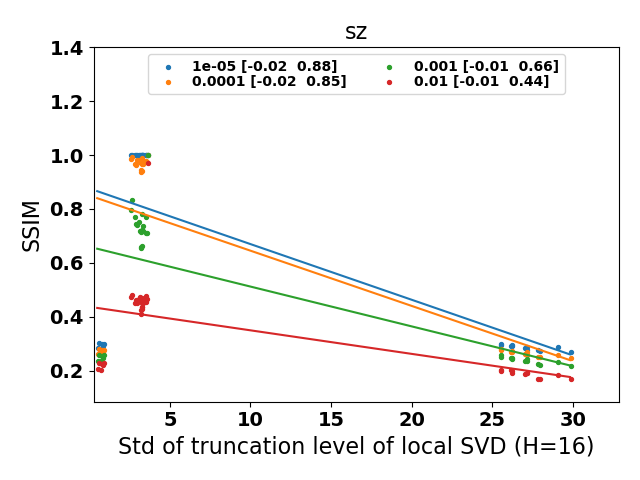 sz
1e-05 [-0.02  0.88]
0.0001 [-0.02  0.85]
0.001 [-0.01  0.66]
0.01 [-0.01  0.44]
1.4
1.2
1.0
0.8
0.6
0.4
0.2
SSIM
5 10 15 20 25 30
Std of truncation level of local SVD (H=16)